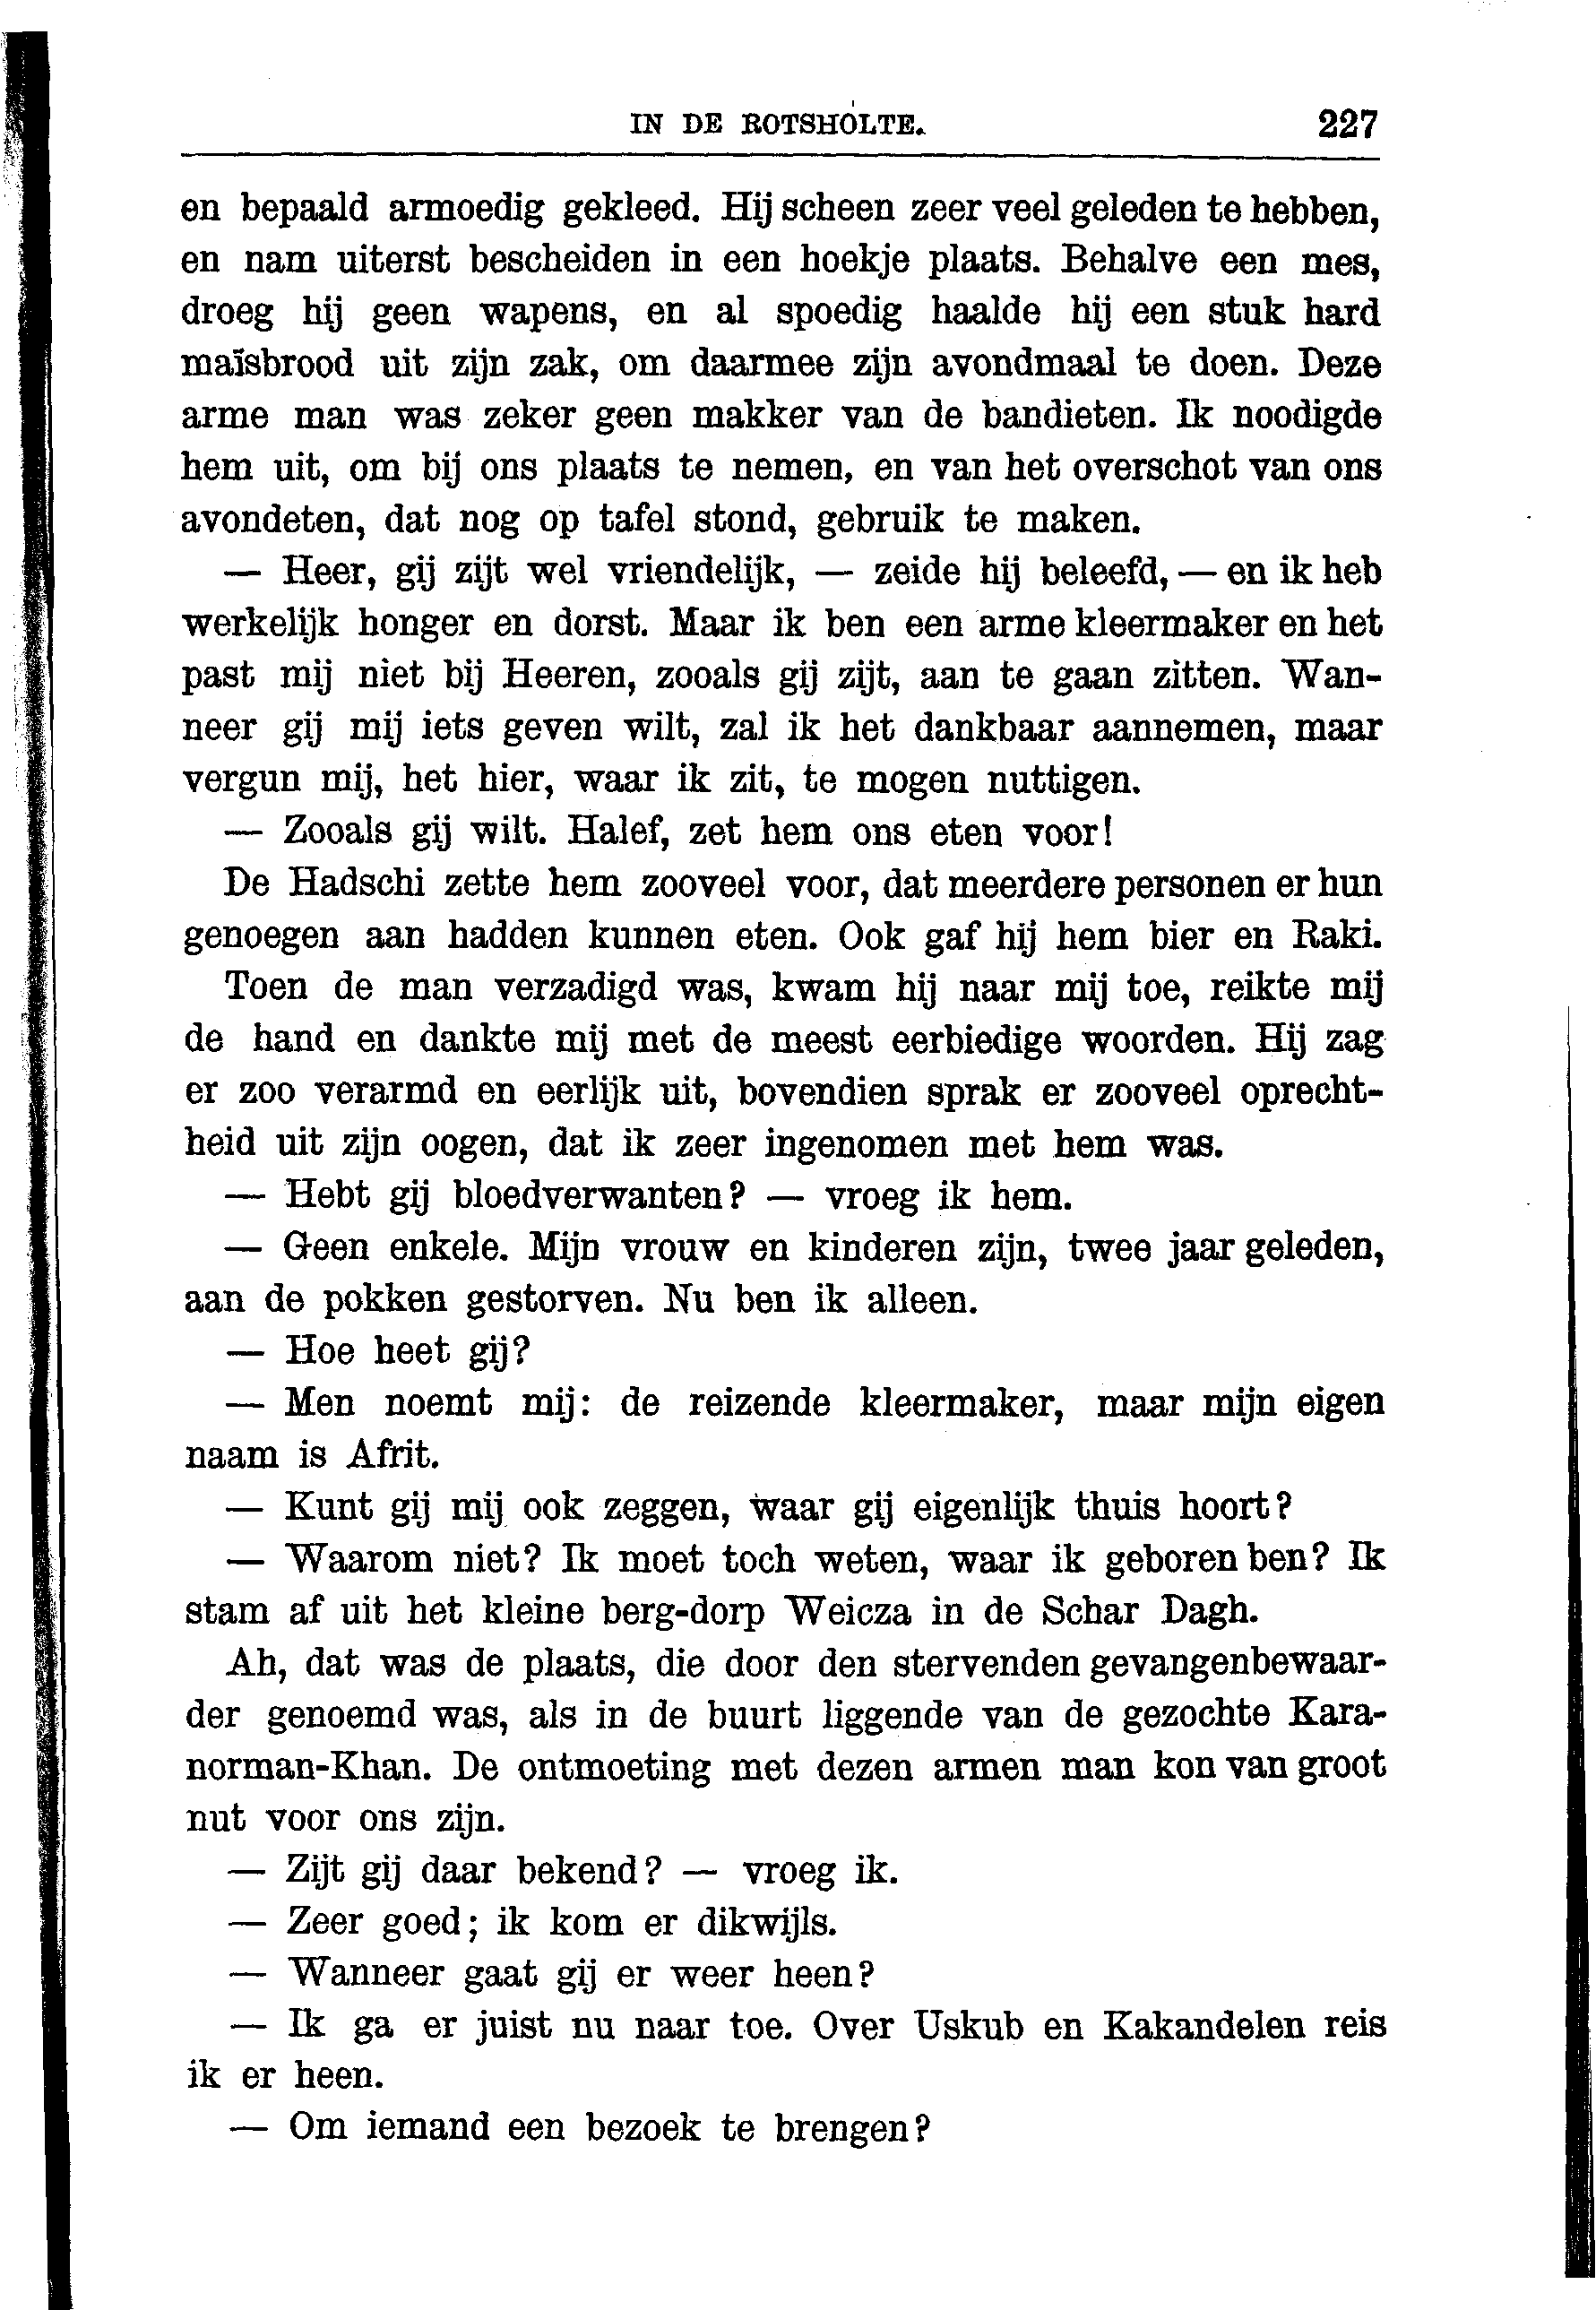 IN DE ROTSHOLTE. 227
en bepaald armoedig gekleed. Hij scheen zeer veel geleden te hebben,
en nam uiterst bescheiden in een hoekje plaats. Behalve een mes,
droeg hij geen wapens, en al spoedig haalde hij een stuk hard
maïsbrood uit zijn zak, om daarmee zijn avondmaal te doen. Deze
arme man was zeker geen makker van de bandieten. Ik noodigde
hem uit, om bij ons plaats te nemen, en van het overschot van ons
avondeten, dat nog op tafel stond, gebruik te maken.
— Heer, gij zijt wel vriendelijk, — zeide hij beleefd, — en ik heb
werkelijk honger en dorst. Maar ik ben een arme kleermaker en het
past mij niet bij Heeren, zooals gij zijt, aan te gaan zitten. Wan-
neer gij mij iets geven wilt, zal ik het dankbaar aannemen, maar
vergun mij, het hier, waar ik zit, te mogen nuttigen.
— Zooals gij wilt. Halef, zet hem ons eten voor!
De Hadschi zette hem zooveel voor, dat meerdere personen er hun
genoegen aan hadden kunnen eten. Ook gaf hij hem bier en Raki.
Toen de man verzadigd was, kwam hij naar mij toe, reikte mij
de hand en dankte mij met de meest eerbiedige woorden. Hij zag
er zoo verarmd en eerlijk uit, bovendien sprak er zooveel oprecht-
heid uit zijn oogen, dat ik zeer ingenomen met hem was.
— Hebt gij bloedverwanten? — vroeg ik hem.
— Geen enkele. Mijn vrouw en kinderen zijn, twee jaar geleden,
aan de pokken gestorven. Nu ben ik alleen.
— Hoe heet gij?
— Men noemt mij: de reizende kleermaker, maar mijn eigen
naam is Afrit.
— Kunt gij mij ook zeggen, waar gij eigenlijk thuis hoort?
— Waarom niet? Ik moet toch weten, waar ik geboren ben? Ik
stam af uit het kleine berg-dorp Weicza in de Schar Dagh.
Ah, dat was de plaats, die door den stervenden gevangenbewaar-
der genoemd was, als in de buurt liggende van de gezochte Kara-
norman-Khan. De ontmoeting met dezen armen man kon van groot
nut voor ons zijn.
— Zijt gij daar bekend? — vroeg ik.
— Zeer goed; ik kom er dikwijls.
— Wanneer gaat gij er weer heen?
— Ik ga er juist nu naar toe. Over Uskub en Kakandelen reis
ik er heen.
— Om iemand een bezoek te brengen?